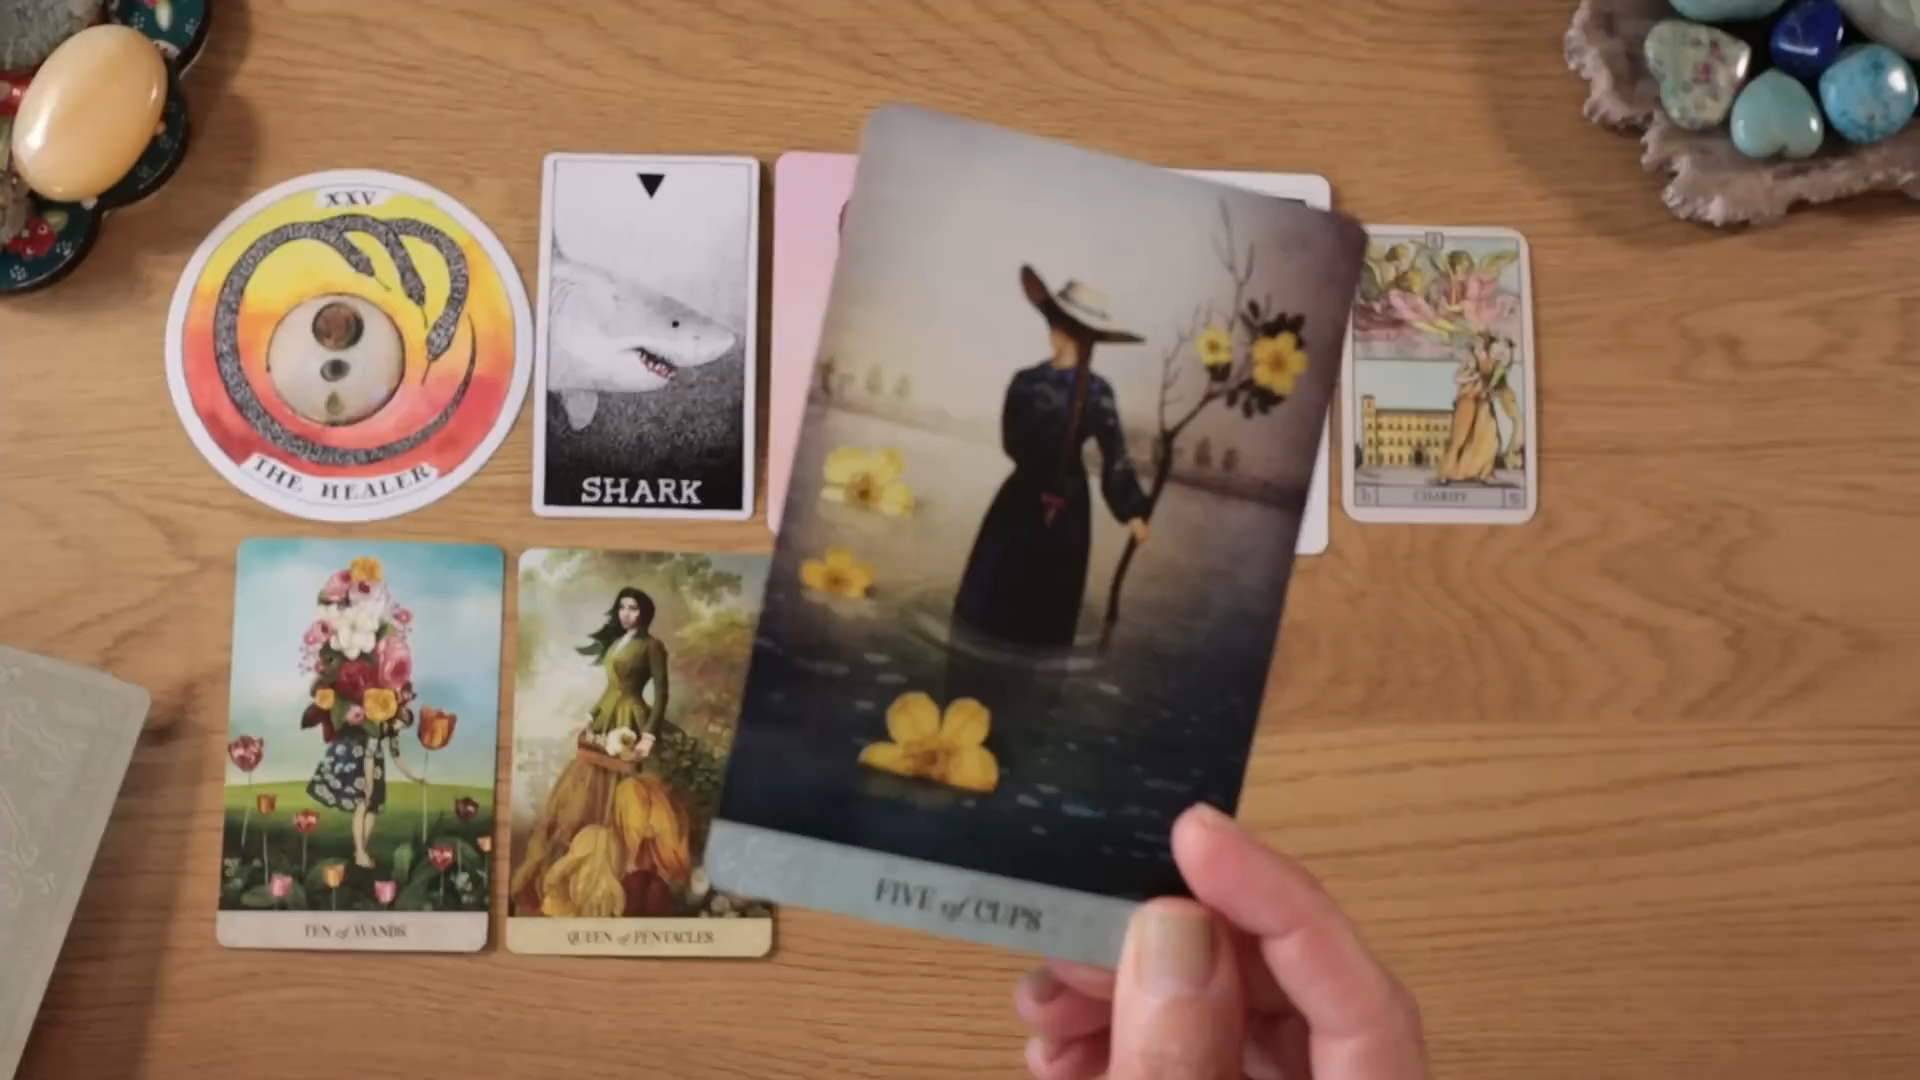 XXV
THE HEALER
SHARK
CHARITY
TEN of WANDS
QUEEN of PENTACLES
FIVE of CUPS